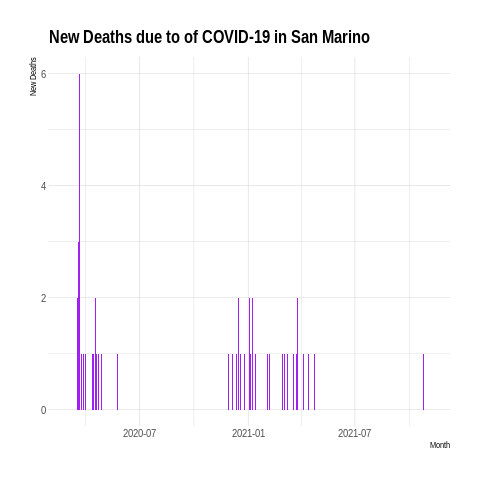 New Deaths due to of COVID-19 in San Marino
New Deaths
6
4
2
0
2020-07
2021-01
2021-07
Month